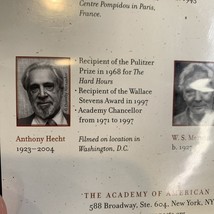 Centre Pompidou in Paris,
France.
· Recipient of the Pulitzer
Prize in 1968 for The
Hard Hours
· Recipient of the Wallace
Stevens Award in 1997
· Academy Chancellor
from 1971 to 1997
Anthony Hecht
1923–2004
Filmed on location in
Washington, D.C.
W. S. M
b. 1927
THE ACADEMY OF AMERICAN
588 Broadway, Ste. 604, New York, NY